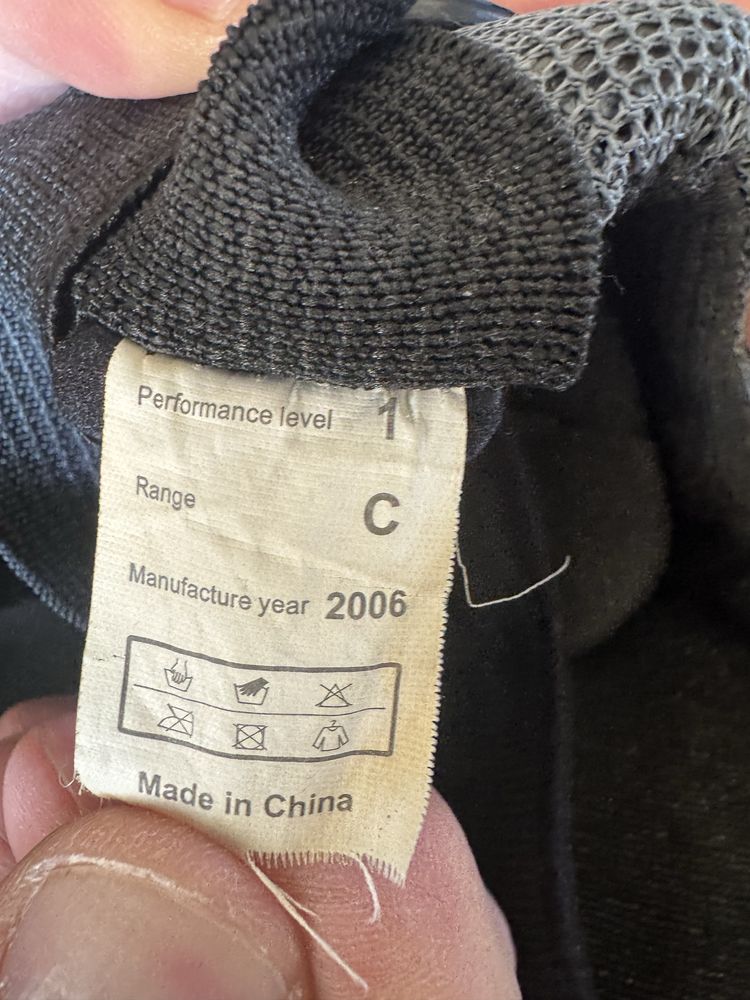 Performance level 1
Range C
Manufacture year 2006
Made in China